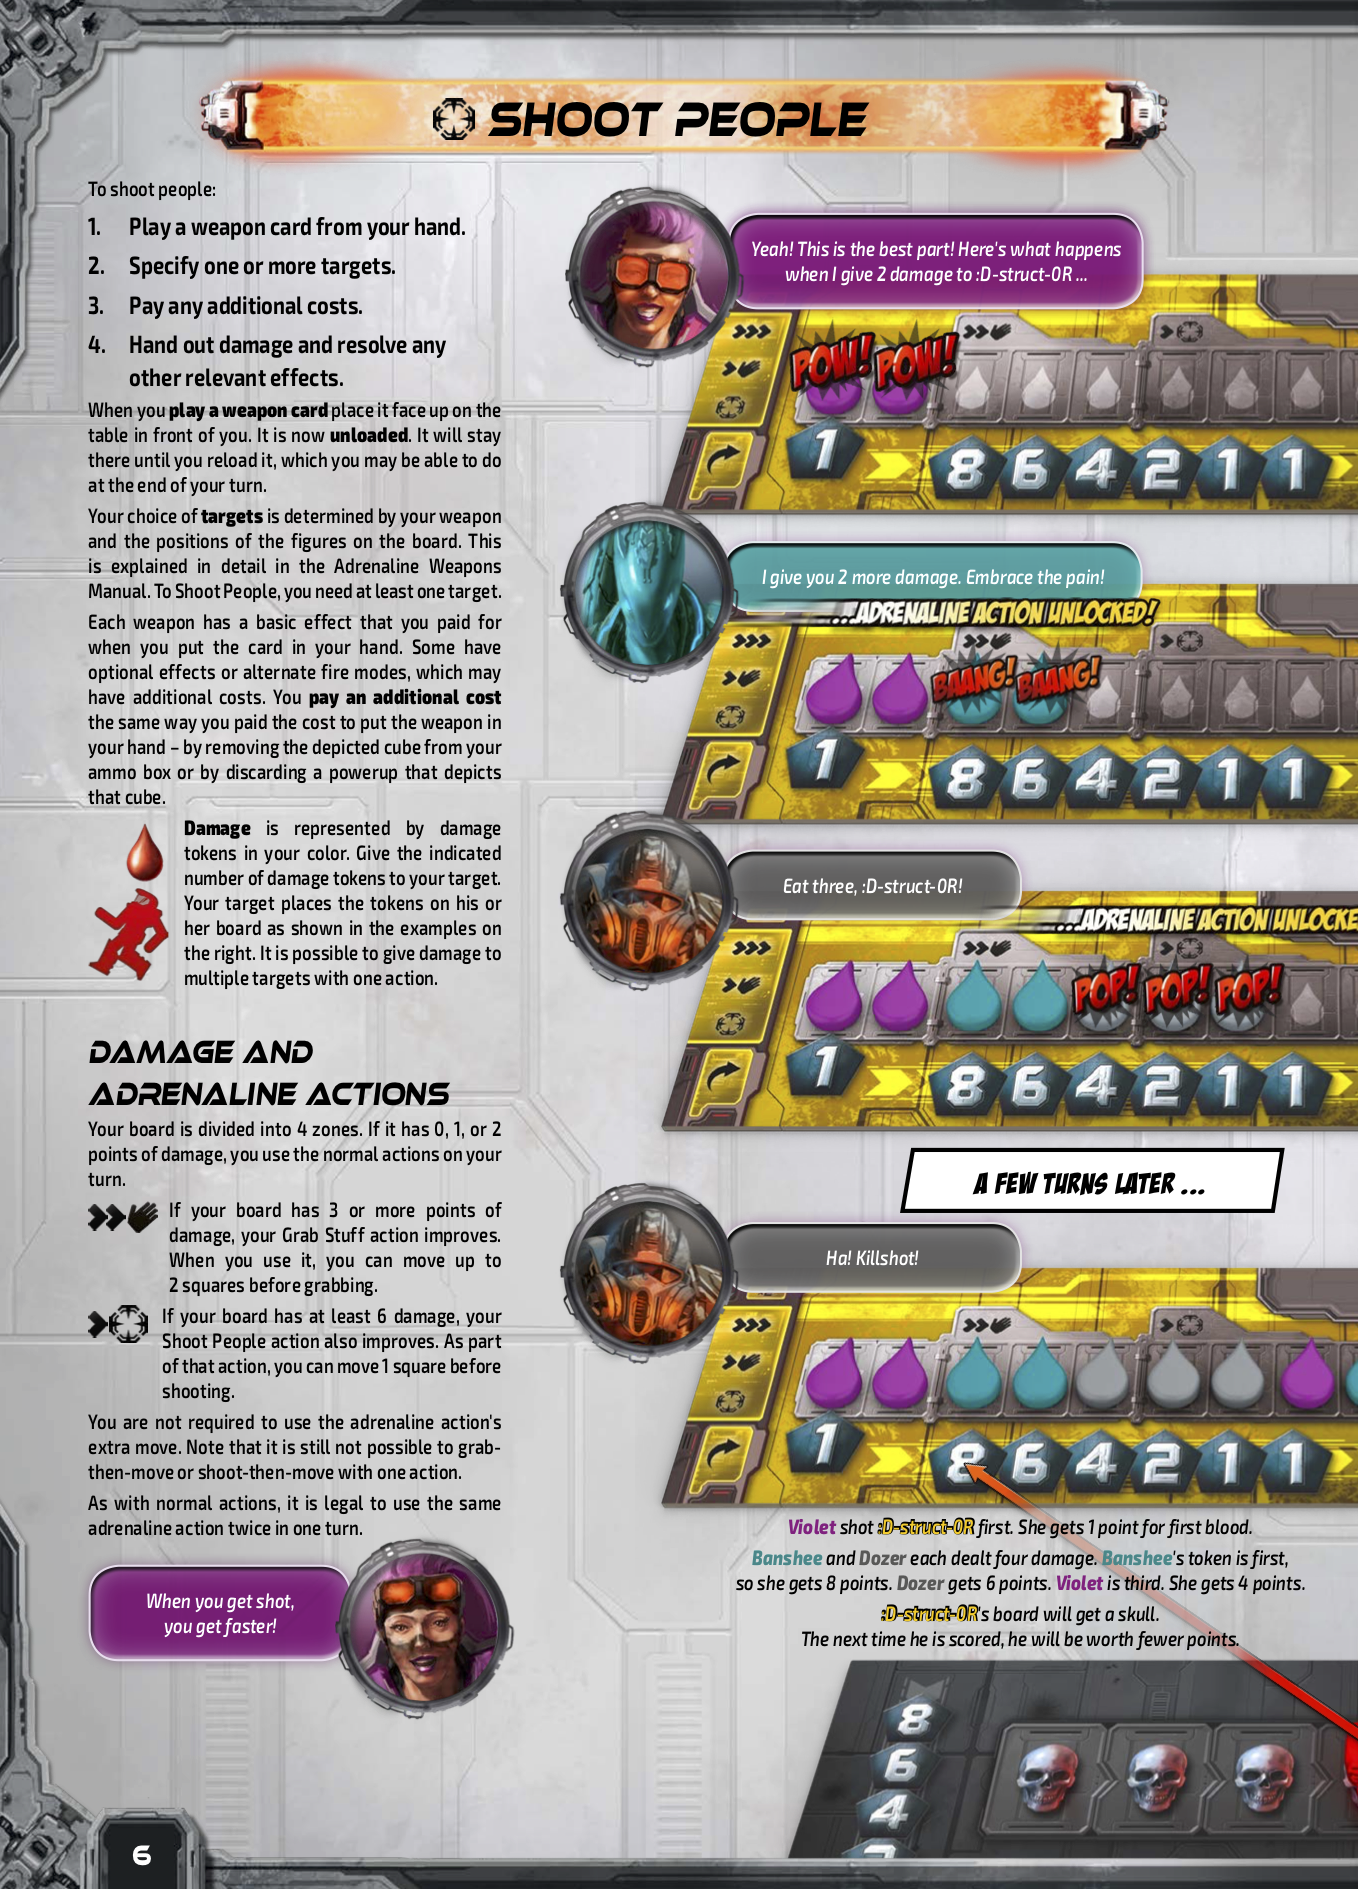 SHOOT PEOPLE
To shoot people:
1. Play a weapon card from your hand.
2. Specify one or more targets.
3. Pay any additional costs.
4. Hand out damage and resolve any
other relevant effects.
When you play a weapon card place it face up on the
table in front of you. It is now unloaded. It will stay
there until you reload it, which you may be able to do
at the end of your turn.
Your choice of targets is determined by your weapon
and the positions of the figures on the board. This
is explained in detail in the Adrenaline Weapons
Manual. To Shoot People, you need at least one target.
Each weapon has a basic effect that you paid for
when you put the card in your hand. Some have
optional effects or alternate fire modes, which may
have additional costs. You pay an additional cost
the same way you paid the cost to put the weapon in
your hand – by removing the depicted cube from your
ammo box or by discarding a powerup that depicts
that cube.
Damage is represented by damage
tokens in your color. Give the indicated
number of damage tokens to your target.
Your target places the tokens on his or
her board as shown in the examples on
the right. It is possible to give damage to
multiple targets with one action.
DAMAGE AND
ADRENALINE ACTIONS
Your board is divided into 4 zones. If it has 0, 1, or 2
points of damage, you use the normal actions on your
turn.
If your board has 3 or more points of
damage, your Grab Stuff action improves.
When you use it, you can move up to
2 squares before grabbing.
If your board has at least 6 damage, your
Shoot People action also improves. As part
of that action, you can move 1 square before
shooting.
You are not required to use the adrenaline action's
extra move. Note that it is still not possible to grab-
then-move or shoot-then-move with one action.
As with normal actions, it is legal to use the same
adrenaline action twice in one turn.
When you get shot,
you get faster!
6
Yeah! This is the best part! Here's what happens
when I give 2 damage to :D-struct-0R ...
POW! POW!
1 8 6 4 2 1 1
I give you 2 more damage. Embrace the pain!
...ADRENALINE ACTION UNLOCKED!
BAANG! BAANG!
1 8 6 4 2 1 1
Eat three, :D-struct-0R!
...ADRENALINE ACTION UNLOCKE
POP! POP! POP!
1 8 6 4 2 1 1
A FEW TURNS LATER ...
Ha! Killshot!
1 8 6 4 2 1 1
Violet shot :D-struct-0R first. She gets 1 point for first blood.
Banshee and Dozer each dealt four damage. Banshee's token is first,
so she gets 8 points. Dozer gets 6 points. Violet is third. She gets 4 points.
:D-struct-0R's board will get a skull.
The next time he is scored, he will be worth fewer points.
8
6
4